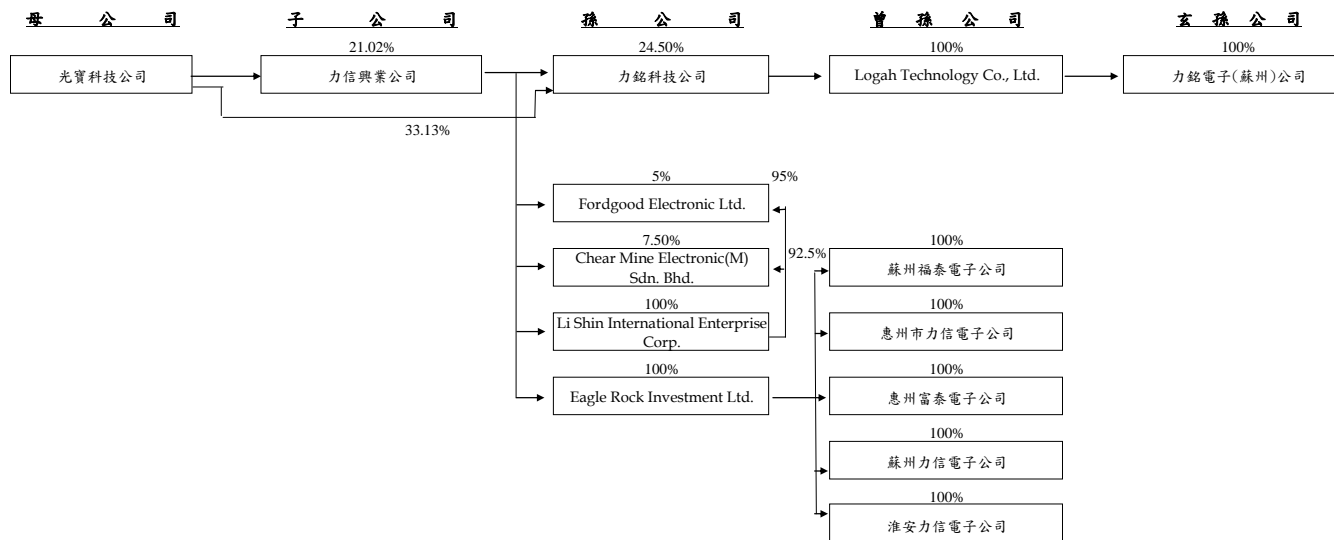 母公司
子公司
孫公司
曾孫公司
玄孫公司
21.02%
24.50%
100%
100%
光寶科技公司
力信興業公司
力銘科技公司
Logah Technology Co., Ltd.
力銘電子(蘇州)公司
33.13%
5%
95%
Fordgood Electronic Ltd.
7.50%
92.5%
100%
Chear Mine Electronic(M)
Sdn. Bhd.
蘇州福泰電子公司
100%
100%
Li Shin International Enterprise
Corp.
惠州市力信電子公司
100%
100%
Eagle Rock Investment Ltd.
惠州富泰電子公司
100%
蘇州力信電子公司
100%
淮安力信電子公司